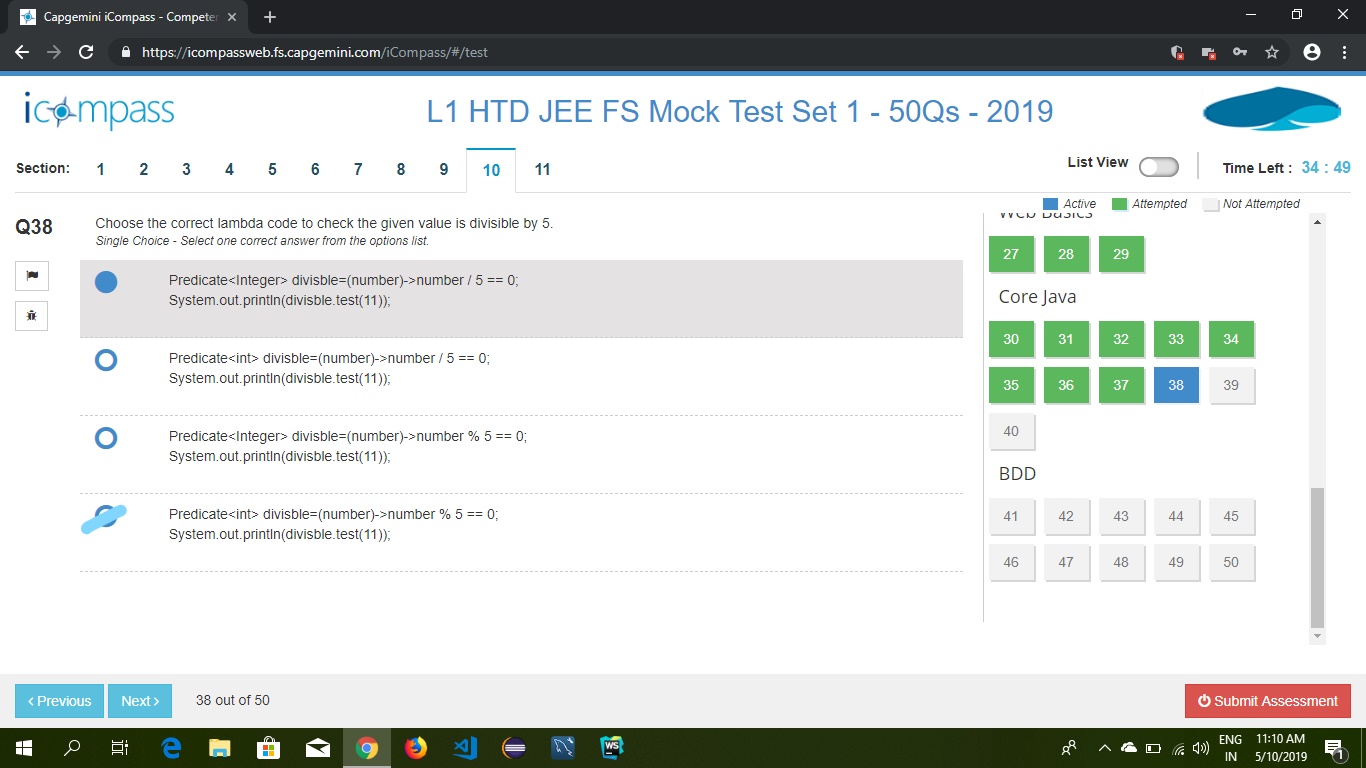 Capgemini iCompass - Competen
https://icompassweb.fs.capgemini.com/iCompass/#/test
icompass
L1 HTD JEE FS Mock Test Set 1 - 50Qs - 2019
Section: 1 2 3 4 5 6 7 8 9 10 11
List View
Time Left : 34 : 49
Active Attempted Not Attempted
Q38
Choose the correct lambda code to check the given value is divisible by 5.
Single Choice - Select one correct answer from the options list.
Predicate<Integer> divisble=(number)->number / 5 == 0;
System.out.println(divisble.test(11));
Predicate<int> divisble=(number)->number / 5 == 0;
System.out.println(divisble.test(11));
Predicate<Integer> divisble=(number)->number % 5 == 0;
System.out.println(divisble.test(11));
Predicate<int> divisble=(number)->number % 5 == 0;
System.out.println(divisble.test(11));
Web Basics
27 28 29
Core Java
30 31 32 33 34
35 36 37 38 39
40
BDD
41 42 43 44 45
46 47 48 49 50
Previous
Next
38 out of 50
Submit Assessment
WS
ENG
IN
11:10 AM
5/10/2019
1